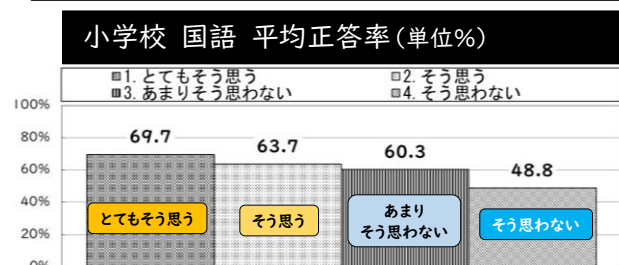 小学校 国語 平均正答率(単位%)
1. とてもそう思う 2. そう思う
3. あまりそう思わない 4. そう思わない
100%
80%
60%
40%
20%
0%
69.7 63.7 60.3 48.8
とてもそう思う
そう思う
あまり
そう思わない
そう思わない